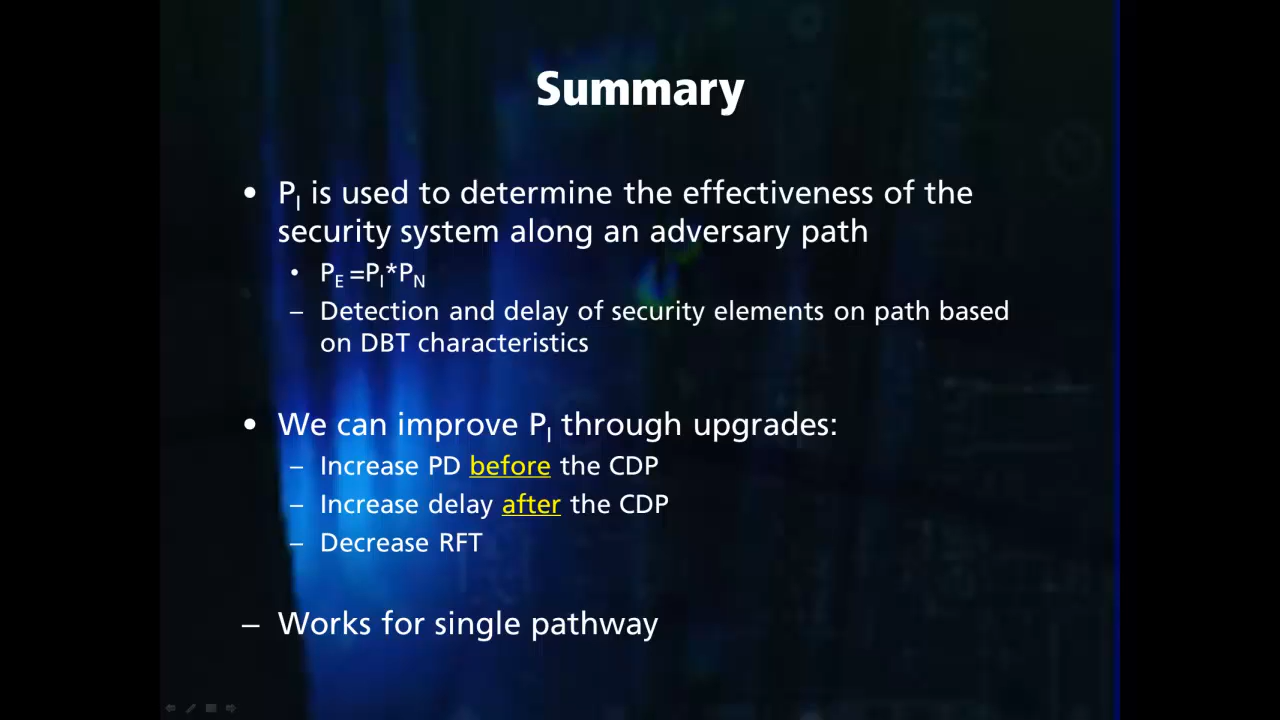 Summary
• PI is used to determine the effectiveness of the
security system along an adversary path
• PE =PI*PN
– Detection and delay of security elements on path based
on DBT characteristics
• We can improve PI through upgrades:
– Increase PD before the CDP
– Increase delay after the CDP
– Decrease RFT
– Works for single pathway